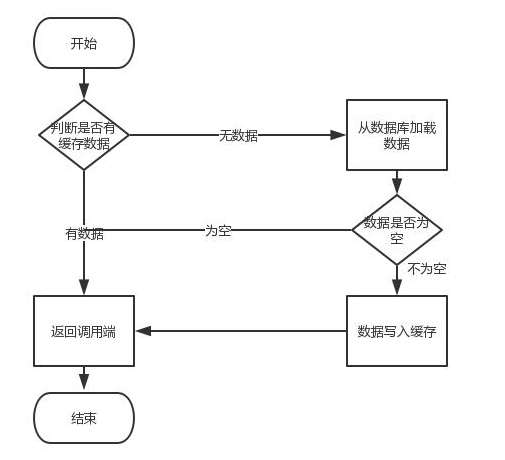 开始
判断是否有
缓存数据
无数据
从数据库加载
数据
有数据
为空
数据是否为
空
不为空
返回调用端
数据写入缓存
结束